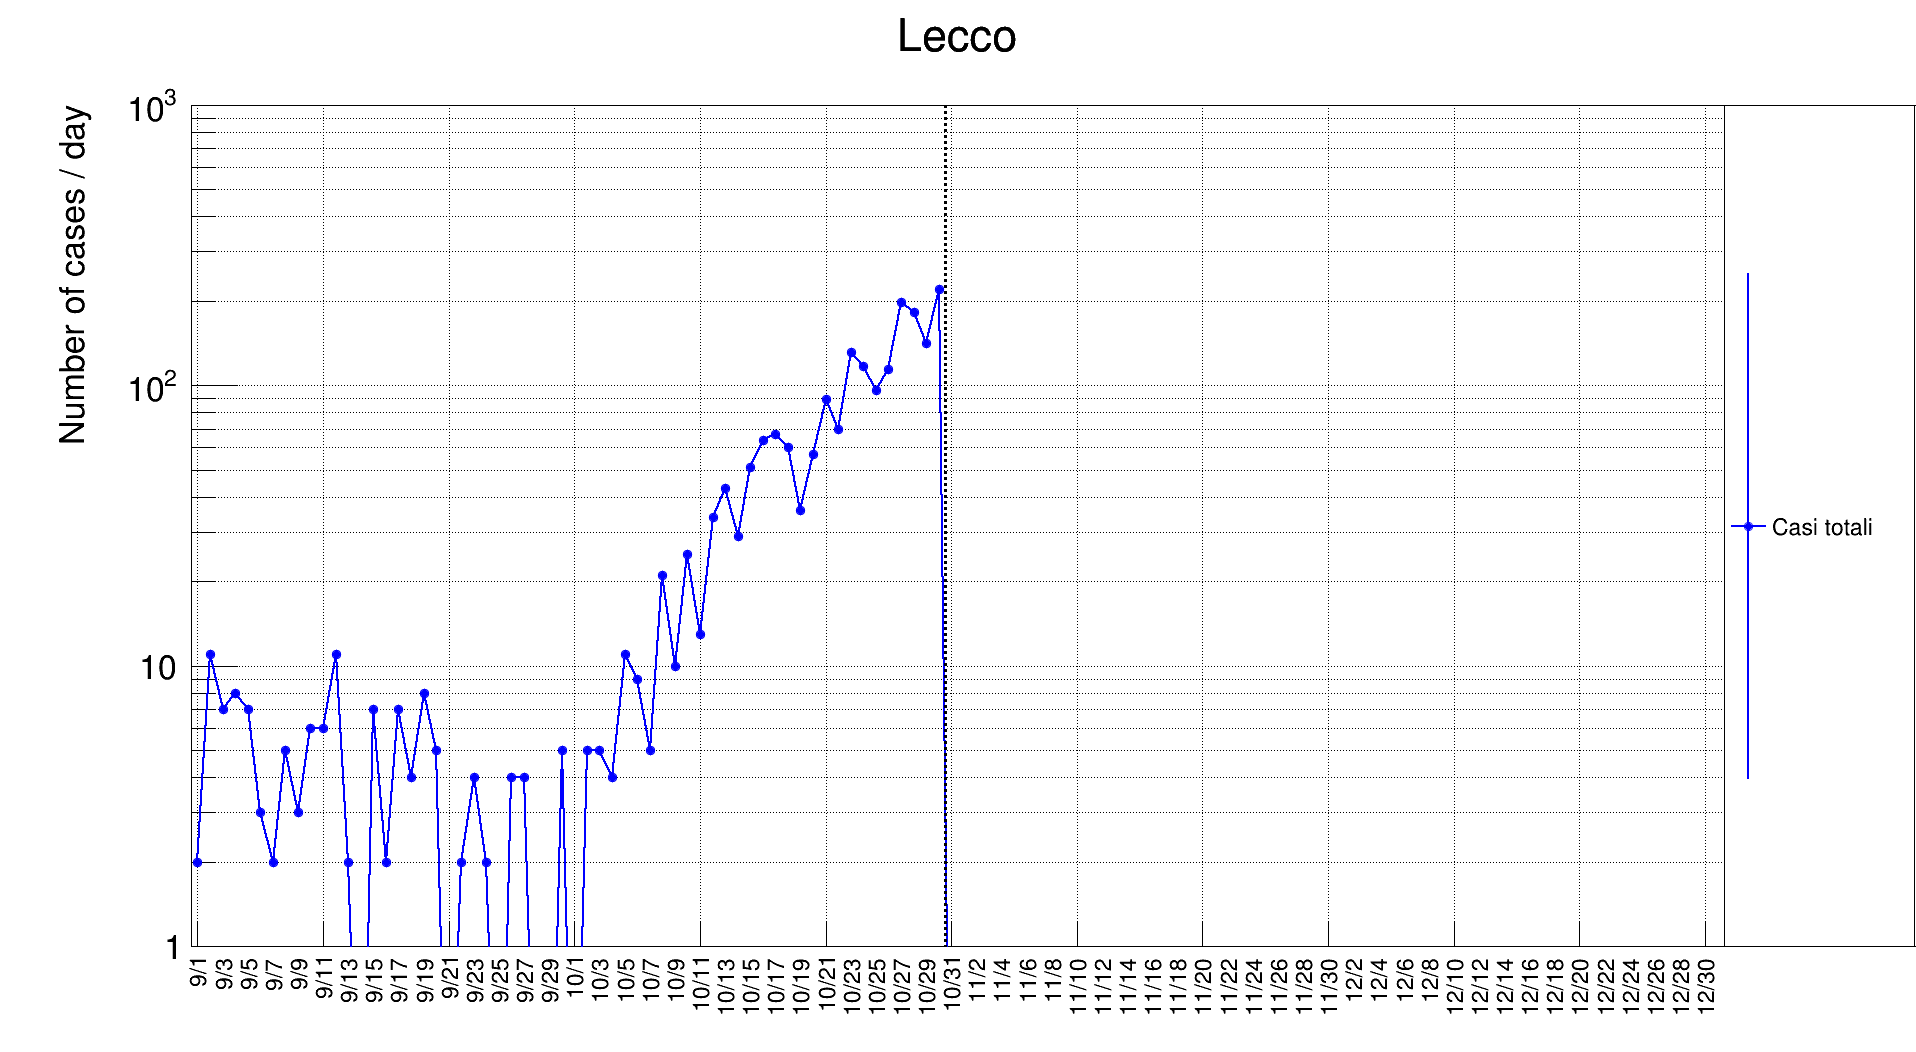 Lecco
Number of cases / day
10³
10²
10
1
9/1 9/3 9/5 9/7 9/9 9/11 9/13 9/15 9/17 9/19 9/21 9/23 9/25 9/27 9/29 10/1 10/3 10/5 10/7 10/9 10/11 10/13 10/15 10/17 10/19 10/21 10/23 10/25 10/27 10/29 10/31 11/2 11/4 11/6 11/8 11/10 11/12 11/14 11/16 11/18 11/20 11/22 11/24 11/26 11/28 11/30 12/2 12/4 12/6 12/8 12/10 12/12 12/14 12/16 12/18 12/20 12/22 12/24 12/26 12/28 12/30
Casi totali